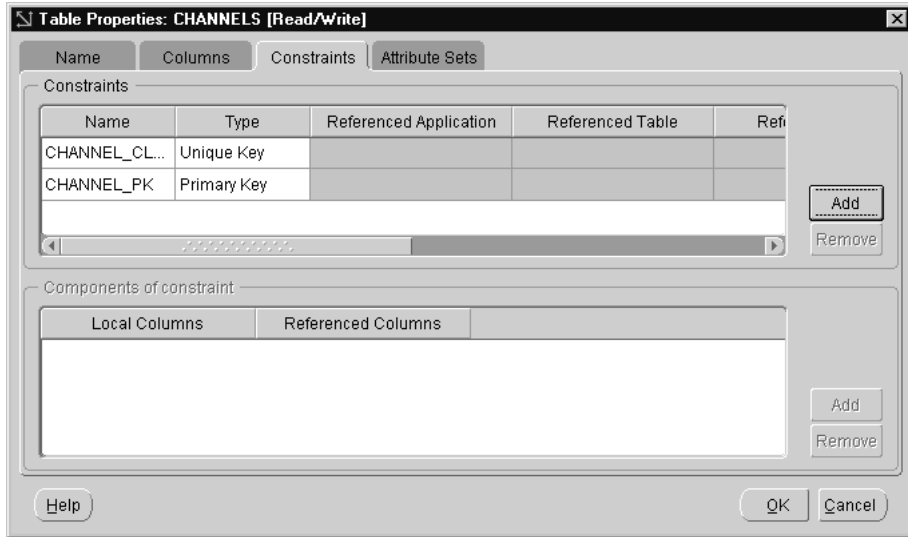 Table Properties: CHANNELS [Read/Write]
Name Columns Constraints Attribute Sets
Constraints
Name Type Referenced Application Referenced Table Refe
CHANNEL_CL... Unique Key
CHANNEL_PK Primary Key
Add
Remove
Components of constraint
Local Columns Referenced Columns
Add
Remove
Help OK Cancel